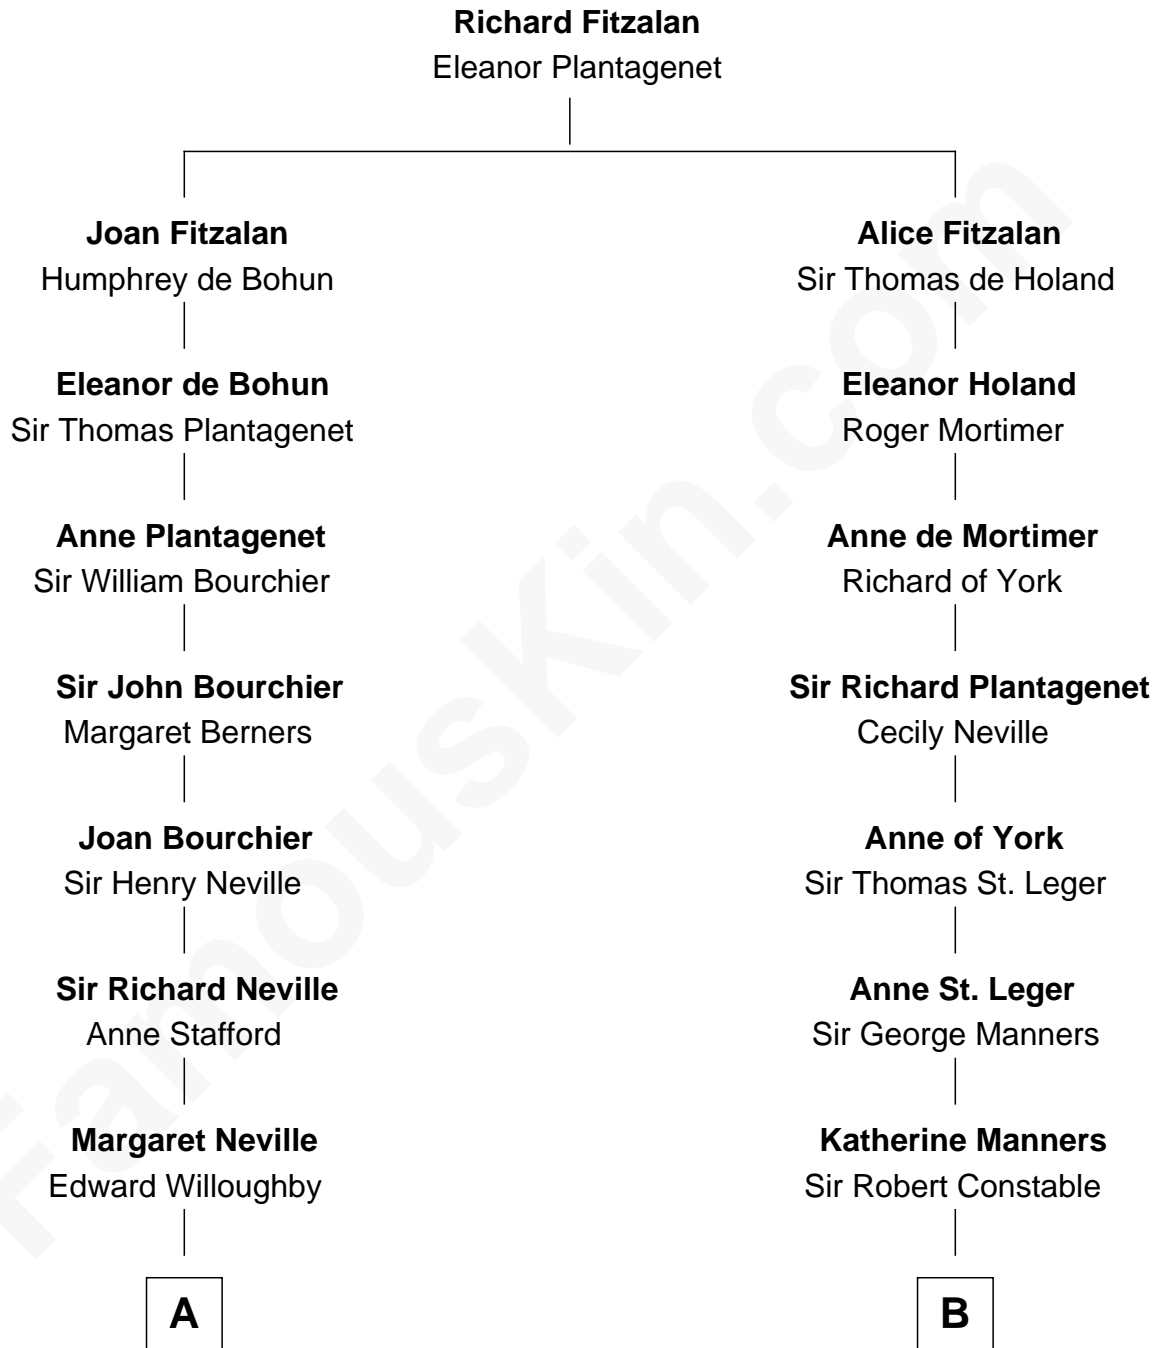 Richard Fitzalan
Eleanor Plantagenet
Joan Fitzalan
Humphrey de Bohun
Eleanor de Bohun
Sir Thomas Plantagenet
Anne Plantagenet
Sir William Bourchier
Sir John Bourchier
Margaret Berners
Joan Bourchier
Sir Henry Neville
Sir Richard Neville
Anne Stafford
Margaret Neville
Edward Willoughby
A
Alice Fitzalan
Sir Thomas de Holand
Eleanor Holand
Roger Mortimer
Anne de Mortimer
Richard of York
Sir Richard Plantagenet
Cecily Neville
Anne of York
Sir Thomas St. Leger
Anne St. Leger
Sir George Manners
Katherine Manners
Sir Robert Constable
B
FamousKin.com